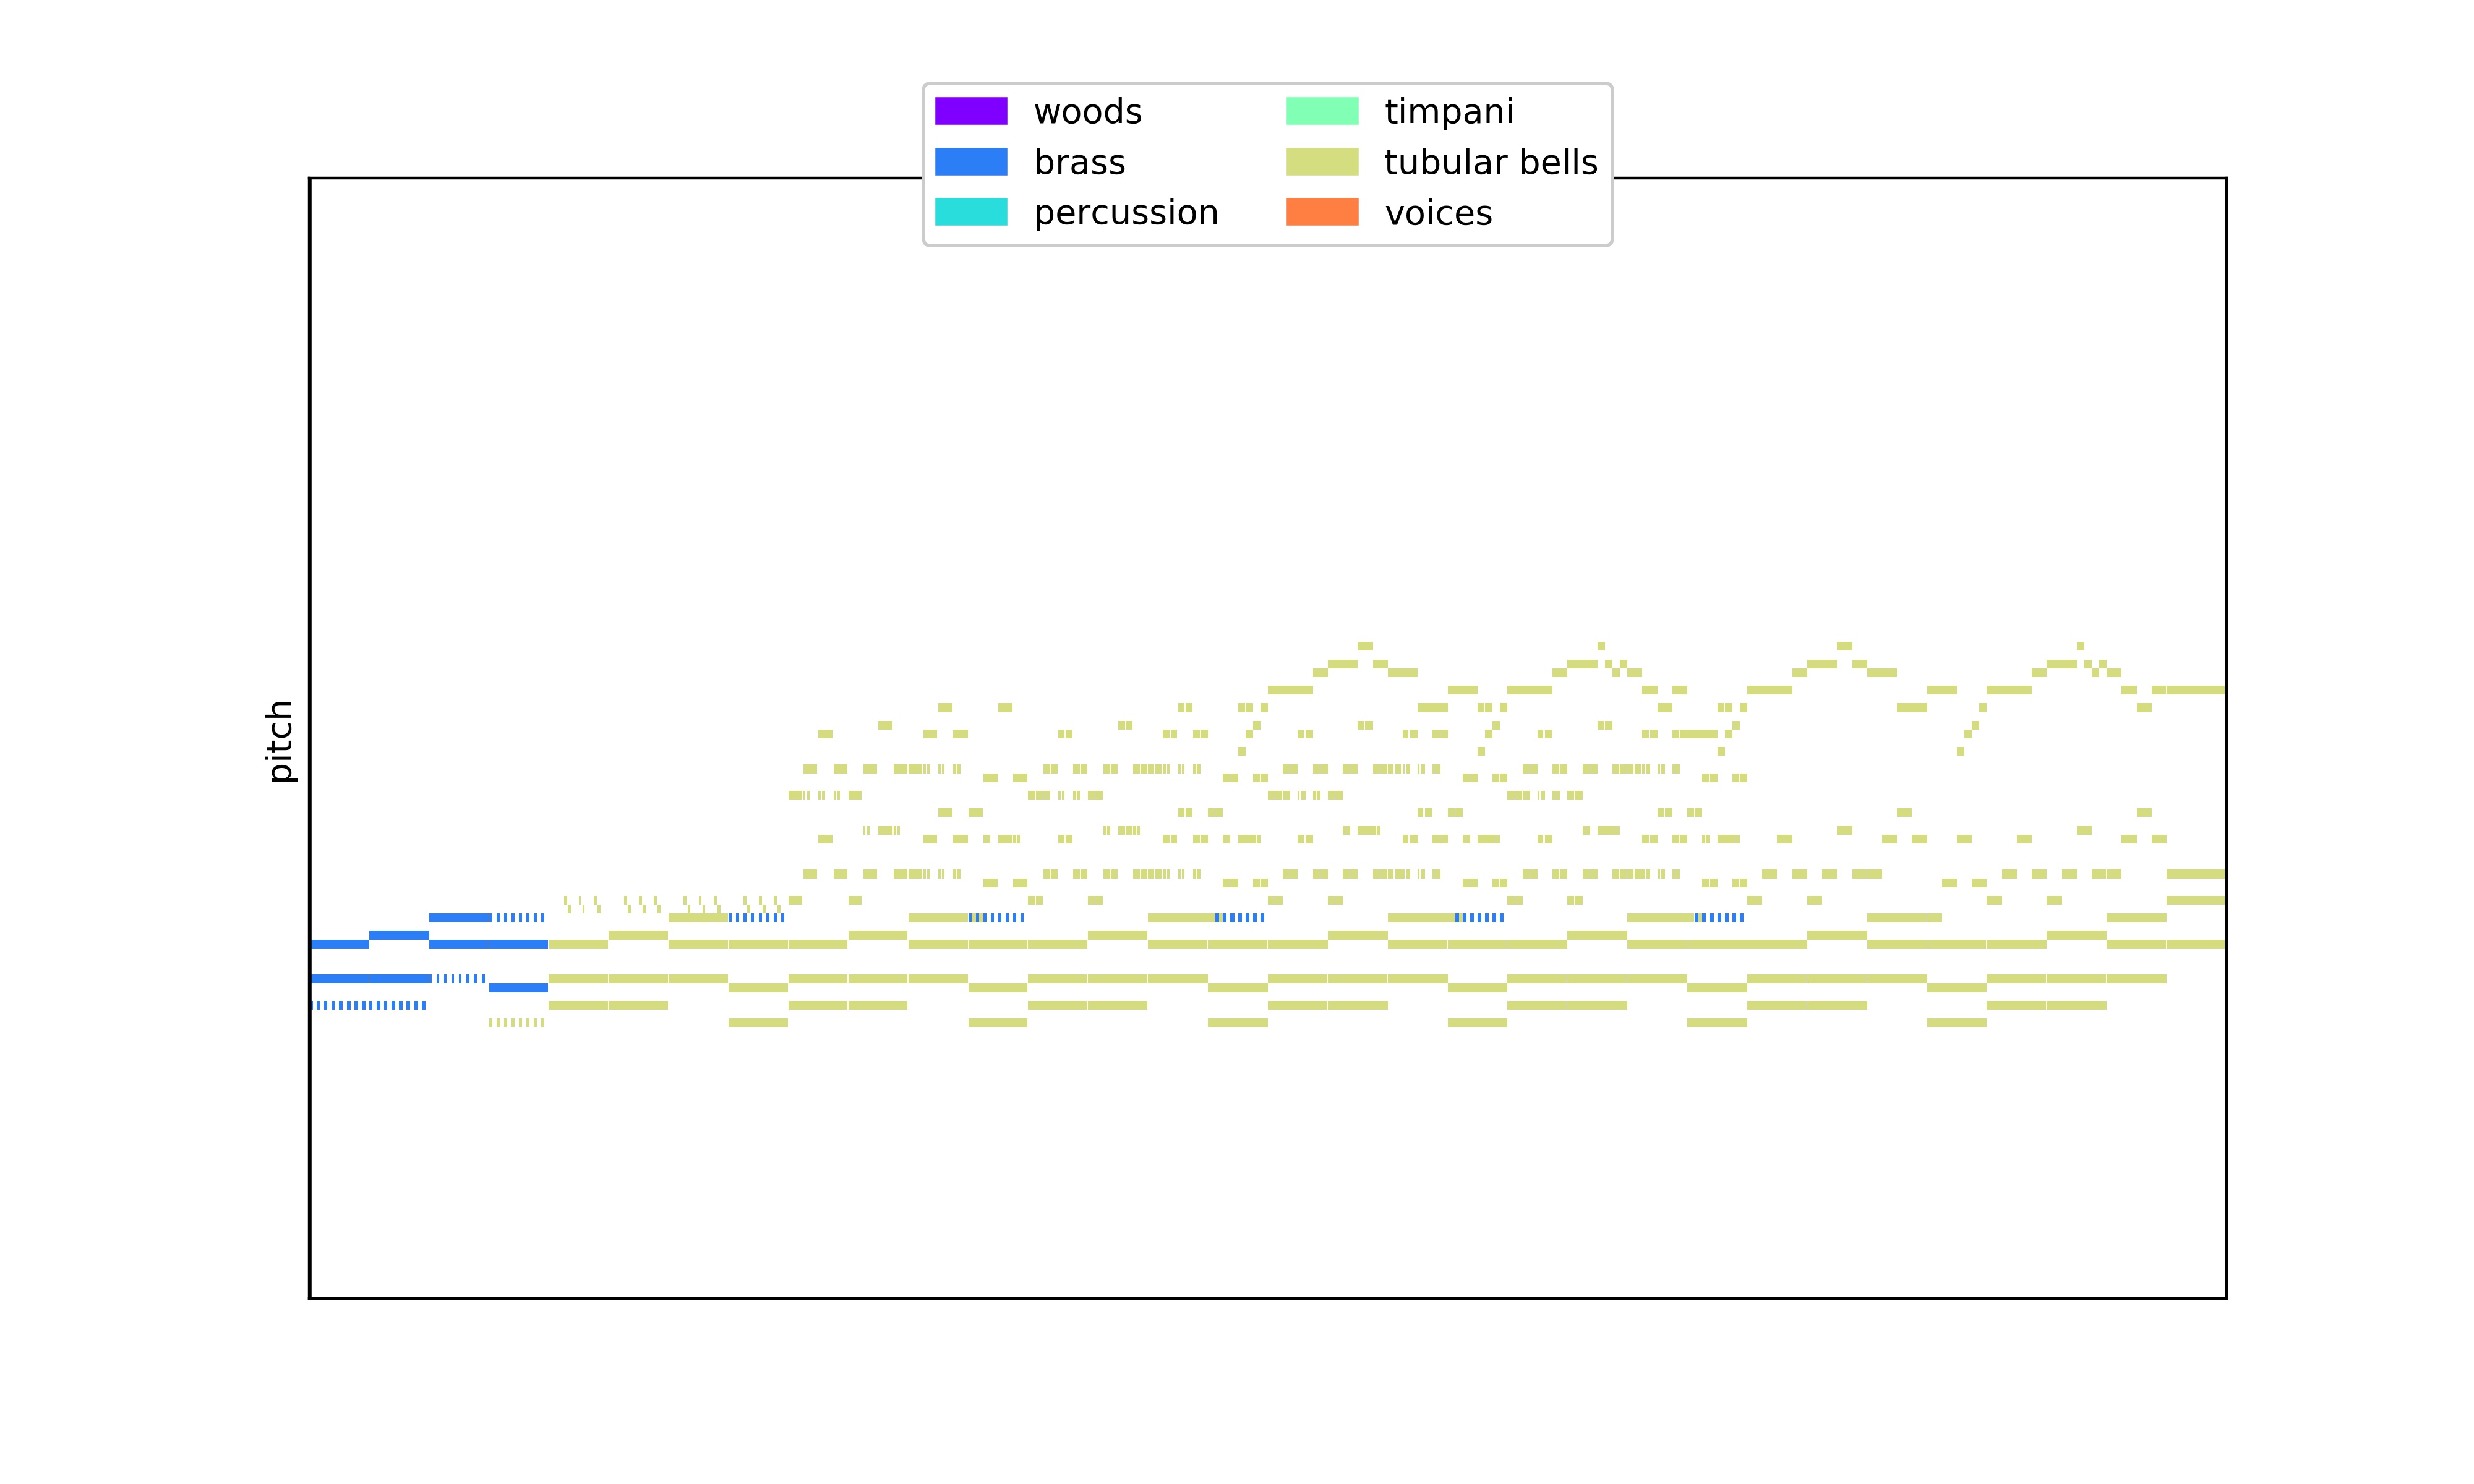 woods
brass
percussion
timpani
tubular bells
voices
pitch